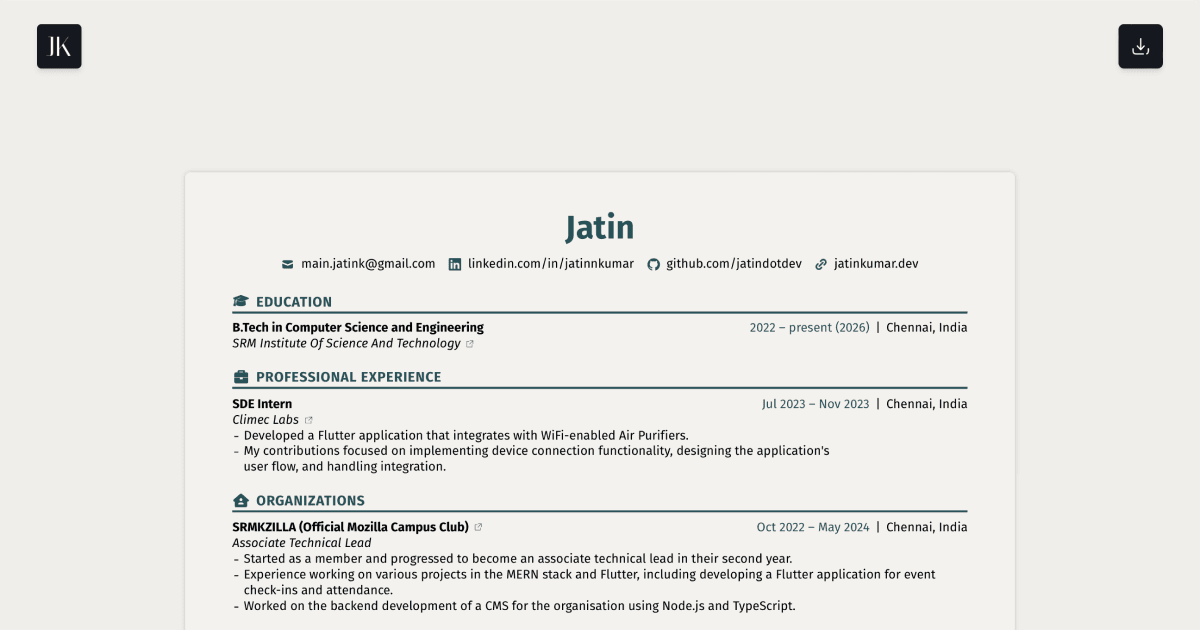 JK
Jatin
main.jatink@gmail.com linkedin.com/in/jatinnkumar github.com/jatindotdev jatinkumar.dev
EDUCATION
B.Tech in Computer Science and Engineering 2022 – present (2026) | Chennai, India
SRM Institute Of Science And Technology
PROFESSIONAL EXPERIENCE
SDE Intern Jul 2023 – Nov 2023 | Chennai, India
Climec Labs
– Developed a Flutter application that integrates with WiFi-enabled Air Purifiers.
– My contributions focused on implementing device connection functionality, designing the application's
user flow, and handling integration.
ORGANIZATIONS
SRMKZILLA (Official Mozilla Campus Club) Oct 2022 – May 2024 | Chennai, India
Associate Technical Lead
– Started as a member and progressed to become an associate technical lead in their second year.
– Experience working on various projects in the MERN stack and Flutter, including developing a Flutter application for event
check-ins and attendance.
– Worked on the backend development of a CMS for the organisation using Node.js and TypeScript.